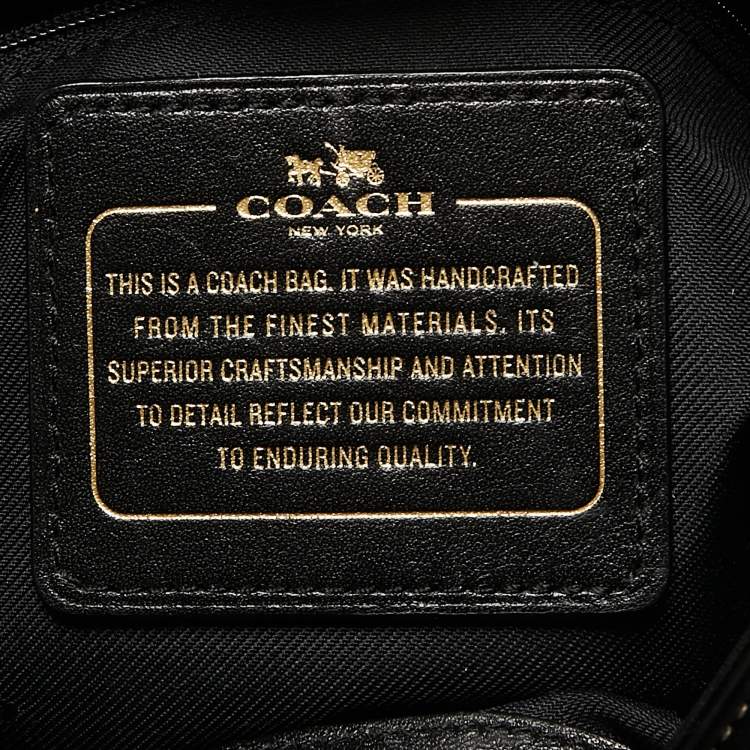 COACH
NEW YORK
THIS IS A COACH BAG. IT WAS HANDCRAFTED
FROM THE FINEST MATERIALS. ITS
SUPERIOR CRAFTSMANSHIP AND ATTENTION
TO DETAIL REFLECT OUR COMMITMENT
TO ENDURING QUALITY.